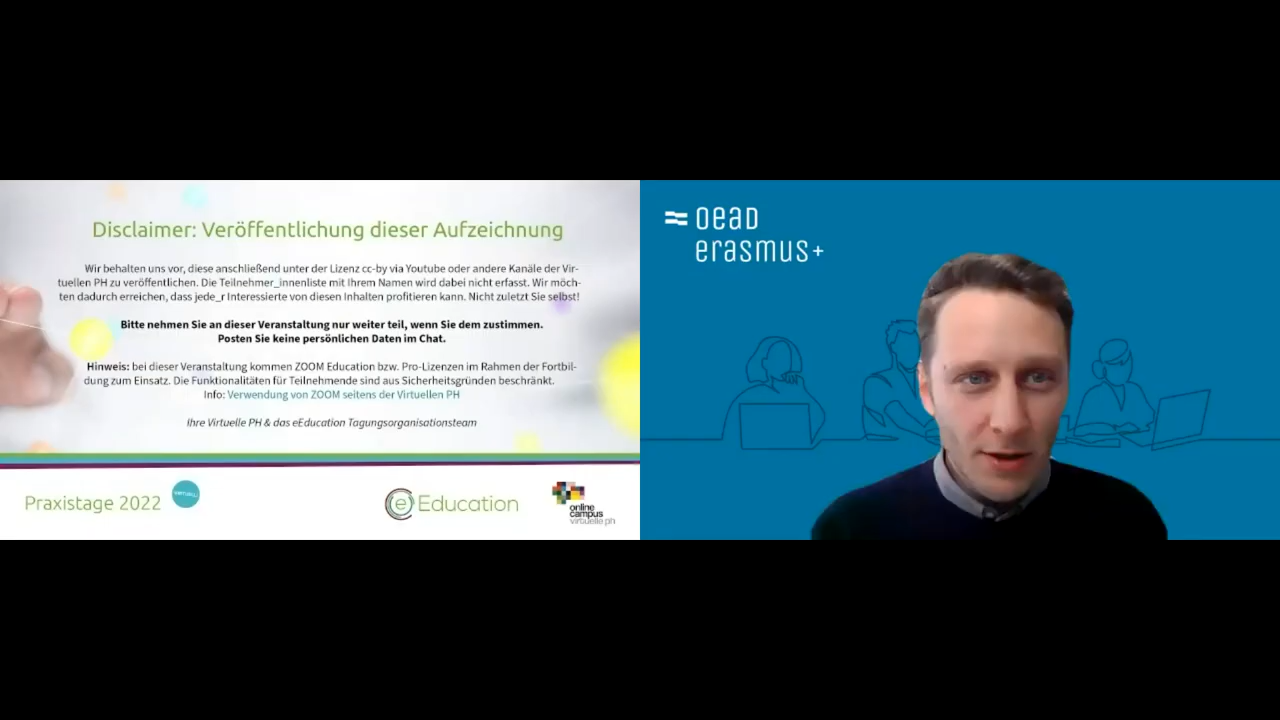 Disclaimer: Veröffentlichung dieser Aufzeichnung
Wir behalten uns vor, diese anschließend unter der Lizenz cc-by via Youtube oder andere Kanäle der Vir-
tuellen PH zu veröffentlichen. Die Teilnehmer_innenliste mit Ihrem Namen wird dabei nicht erfasst. Wir möch-
ten dadurch erreichen, dass jede_r Interessierte von diesen Inhalten profitieren kann. Nicht zuletzt Sie selbst!
Bitte nehmen Sie an dieser Veranstaltung nur weiter teil, wenn Sie dem zustimmen.
Posten Sie keine persönlichen Daten im Chat.
Hinweis: bei dieser Veranstaltung kommen ZOOM Education bzw. Pro-Lizenzen im Rahmen der Fortbil-
dung zum Einsatz. Die Funktionalitäten für Teilnehmende sind aus Sicherheitsgründen beschränkt.
Info: Verwendung von ZOOM seitens der Virtuellen PH
Ihre Virtuelle PH & das eEducation Tagungsorganisationsteam
Praxistage 2022
eEducation
online
campus
virtuelle ph
oead
erasmus+